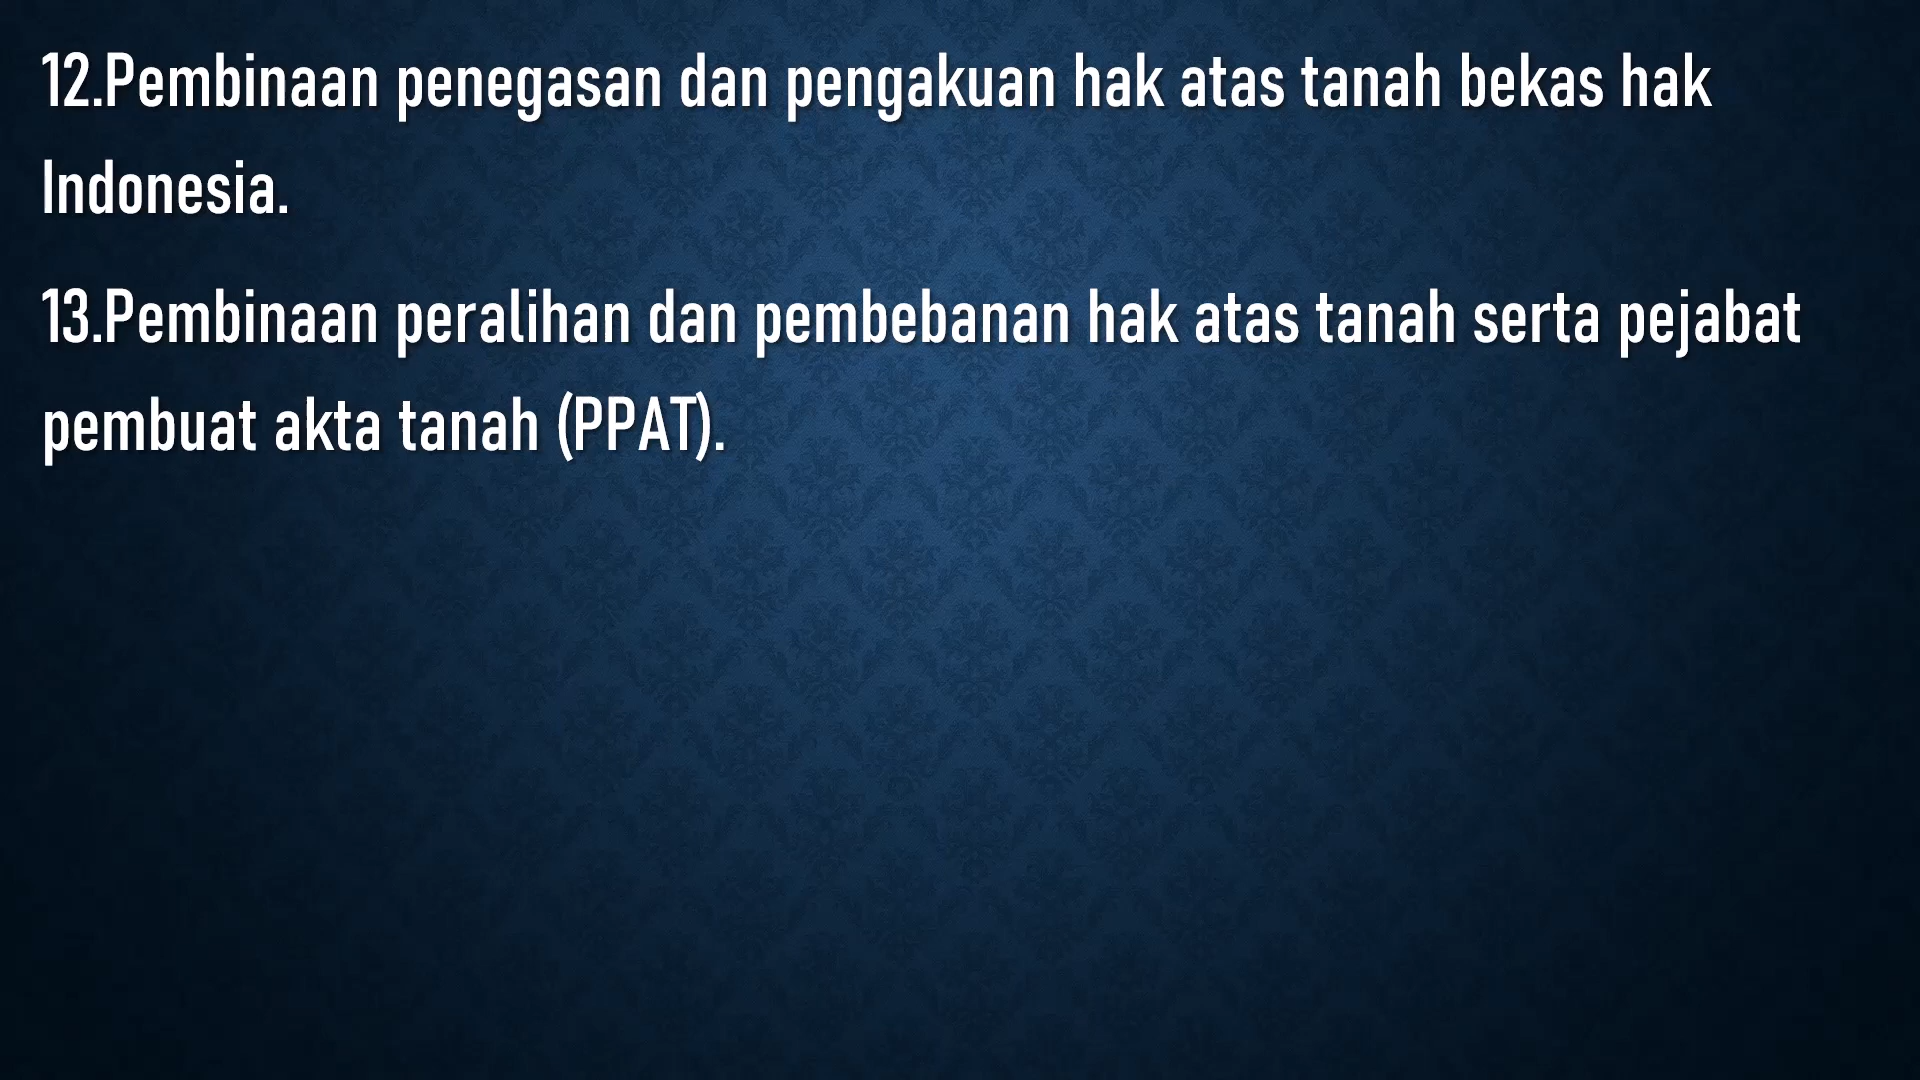 12.Pembinaan penegasan dan pengakuan hak atas tanah bekas hak
Indonesia.
13.Pembinaan peralihan dan pembebanan hak atas tanah serta pejabat
pembuat akta tanah (PPAT).